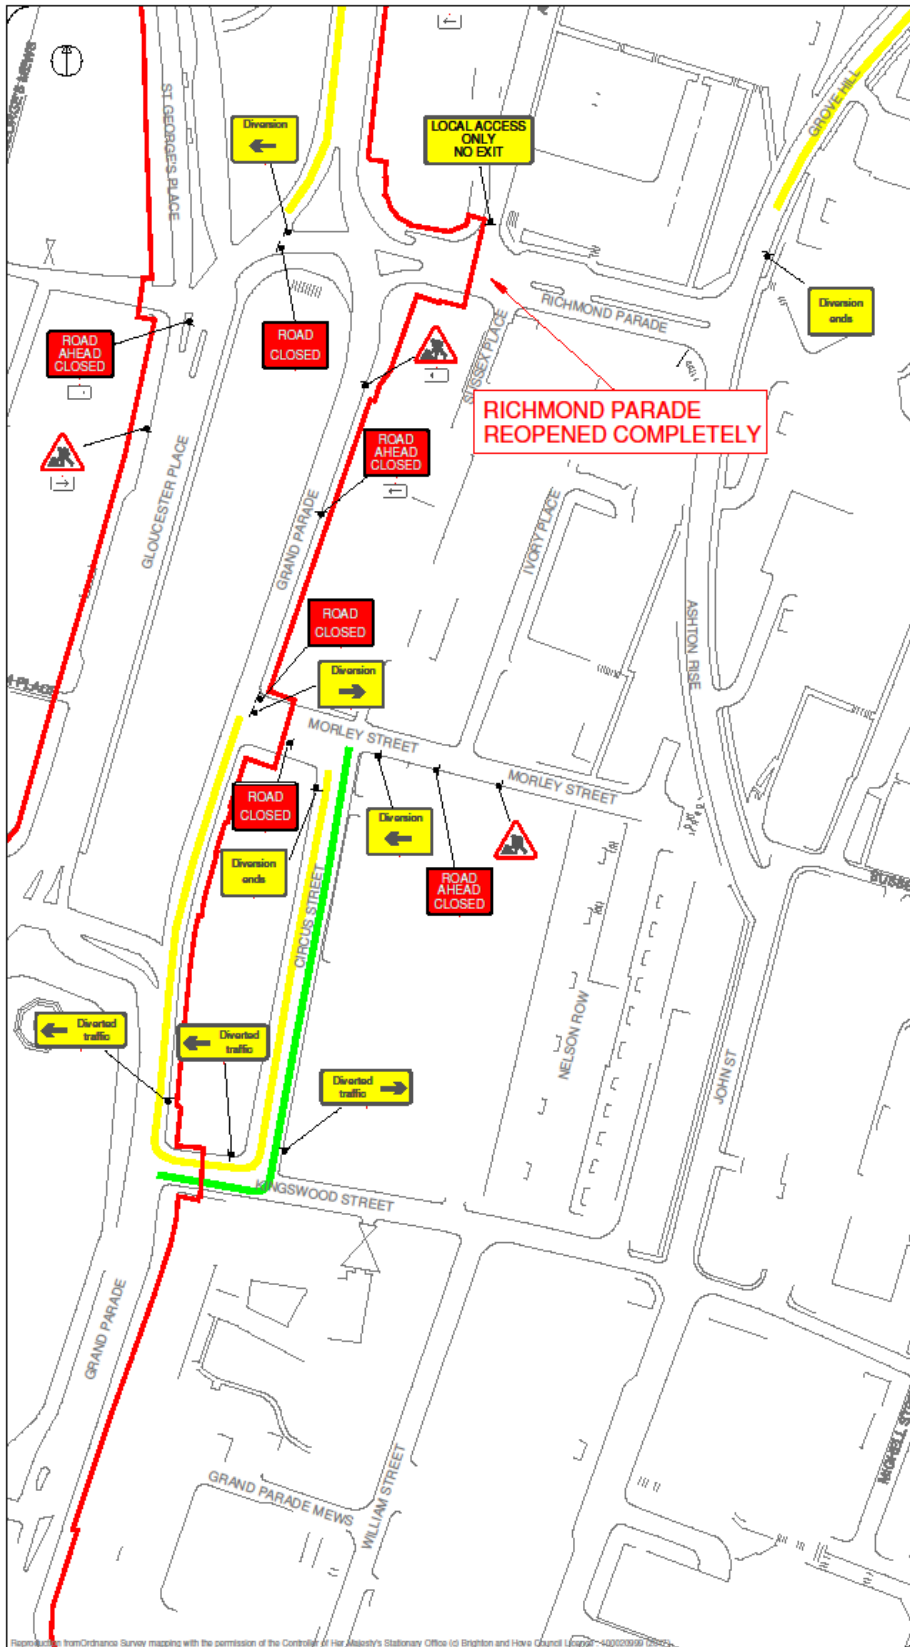 GROVE HILL
ST GEORGE'S PLACE
Diversion
LOCAL ACCESS
ONLY
NO EXIT
Diversion
ends
RICHMOND PARADE
ROAD
CLOSED
ROAD
AHEAD
CLOSED
SUSSEX PLACE
RICHMOND PARADE
REOPENED COMPLETELY
ROAD
AHEAD
CLOSED
GLOUCESTER PLACE
GRAND PARADE
IVORY PLACE
ASHTON RISE
ROAD
CLOSED
Diversion
MORLEY STREET
MORLEY STREET
ROAD
CLOSED
Diversion
Diversion
ends
ROAD
AHEAD
CLOSED
CIRCUS STREET
NELSON ROW
JOHN ST
Diverted
traffic
Diverted
traffic
Diverted
traffic
KINGSWOOD STREET
GRAND PARADE
GRAND PARADE MEWS
WILLIAM STREET